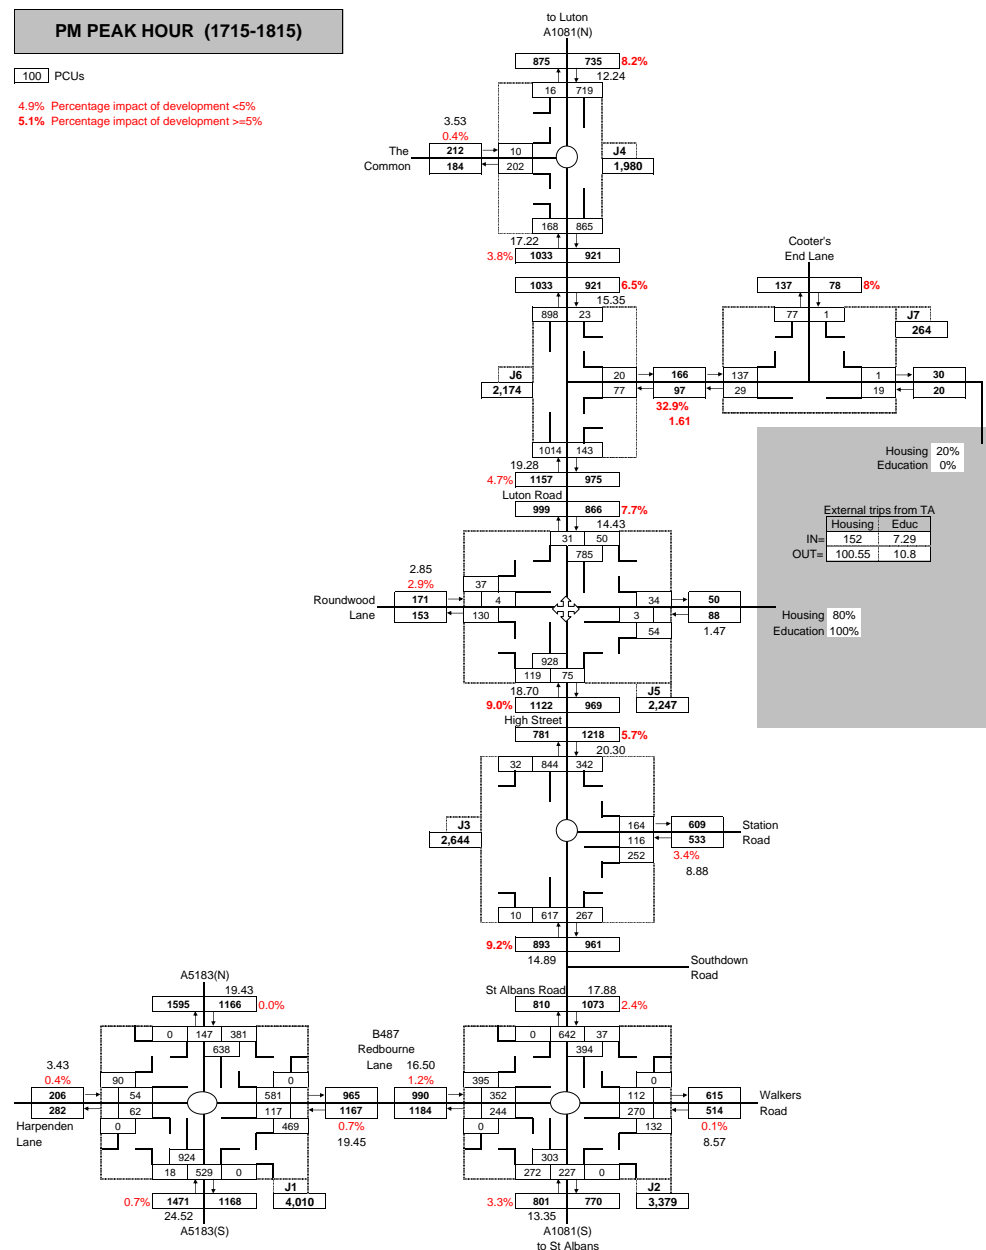 PM PEAK HOUR (1715-1815)
100 PCUs
4.9% Percentage impact of development <5%
5.1% Percentage impact of development >=5%
to Luton
A1081(N)
875 735 8.2%
12.24
16 719
3.53
0.4%
The
Common
212
184
10
202
J4
1,980
168 865
17.22
3.8% 1033 921
Cooter's
End Lane
1033 921 6.5%
15.35
898 23
137 78 8%
77 1
J7
264
J6
2,174
20
77
166
97
32.9%
1.61
137
29
1
19
30
20
1014 143
19.28
4.7% 1157 975
Luton Road
Housing 20%
Education 0%
999 866 7.7%
14.43
31 50
785
External trips from TA
Housing Educ
IN= 152 7.29
OUT= 100.55 10.8
2.85
2.9%
Roundwood
Lane
171
153
37
4
130
34
3
54
50
88
1.47
Housing 80%
Education 100%
928
119 75
18.70
9.0% 1122 969
J5
2,247
High Street
781 1218 5.7%
20.30
32 844 342
J3
2,644
164
116
252
609
533
3.4%
8.88
Station
Road
10 617 267
9.2% 893 961
14.89
Southdown
Road
A5183(N)
19.43
1595 1166 0.0%
0 147 381
638
St Albans Road 17.88
810 1073 2.4%
0 642 37
394
B487
Redbourne
Lane 16.50
1.2%
3.43
0.4%
206
282
Harpenden
Lane
90
54
62
0
0
581
117
469
965
1167
0.7%
19.45
990
1184
395
352
244
0
0
112
270
132
615
514
0.1%
8.57
Walkers
Road
924
18 529 0
J1
4,010
0.7% 1471 1168
24.52
A5183(S)
303
272 227 0
J2
3,379
3.3% 801 770
13.35
A1081(S)
to St Albans